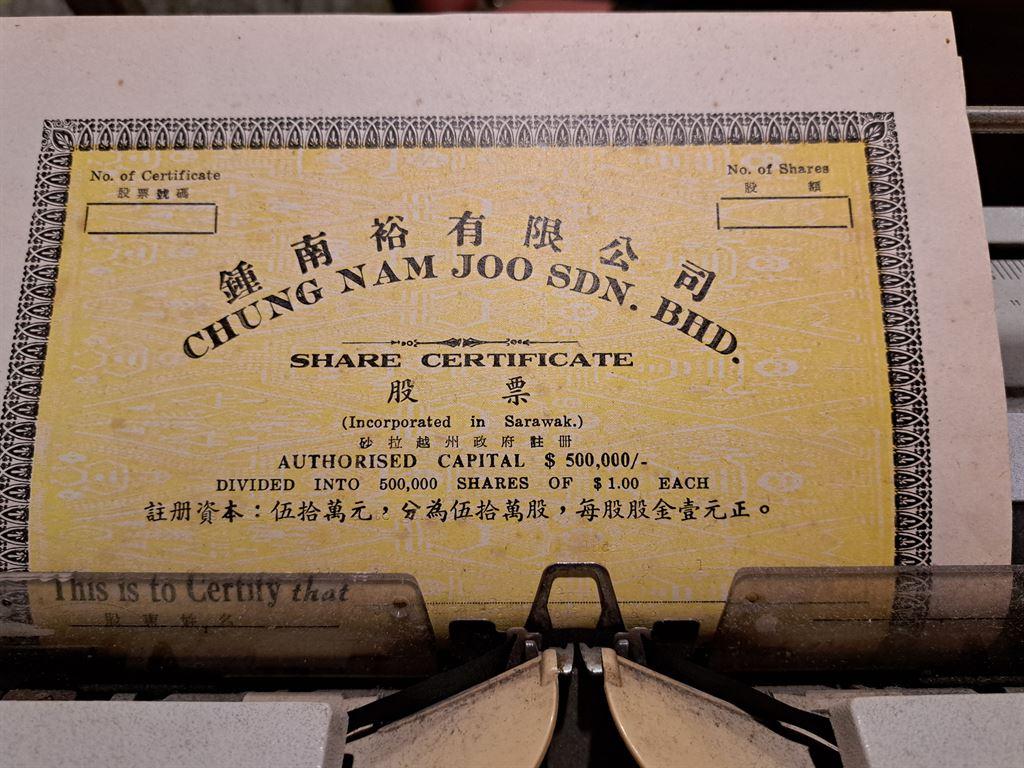 No. of Certificate
股票號碼
No. of Shares
股 額
鍾南裕有限公司
CHUNG NAM JOO SDN. BHD.
SHARE CERTIFICATE
股 票
(Incorporated in Sarawak.)
砂拉越州政府註冊
AUTHORISED CAPITAL $ 500,000/-
DIVIDED INTO 500,000 SHARES OF $1.00 EACH
註册資本：伍拾萬元，分為伍拾萬股，每股股金壹元正。
This is to Certify that
股東姓名